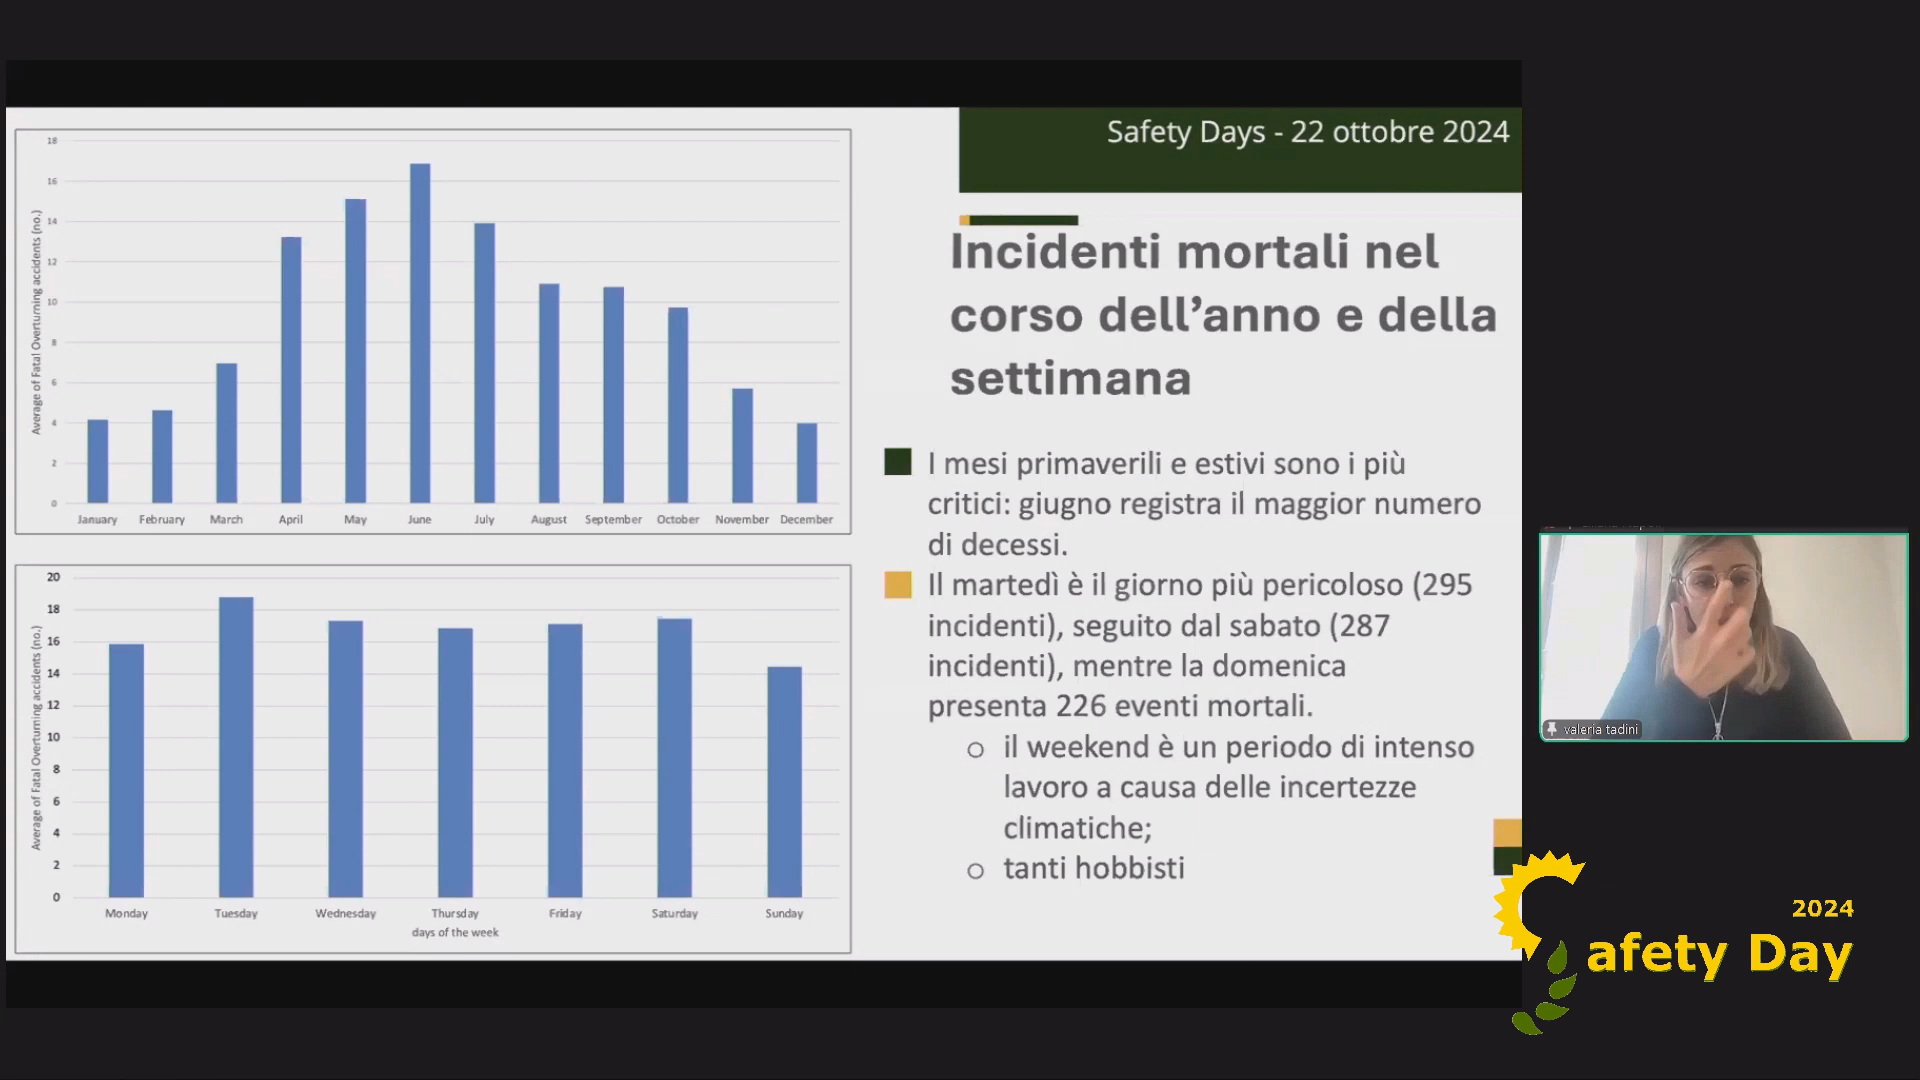 Safety Days - 22 ottobre 2024
Incidenti mortali nel
corso dell’anno e della
settimana
I mesi primaverili e estivi sono i più
critici: giugno registra il maggior numero
di decessi.
Il martedì è il giorno più pericoloso (295
incidenti), seguito dal sabato (287
incidenti), mentre la domenica
presenta 226 eventi mortali.
il weekend è un periodo di intenso
lavoro a causa delle incertezze
climatiche;
tanti hobbisti
Average of Fatal Overturning accidents (no.)
18
16
14
12
10
8
6
4
2
0
January February March April May June July August September October November December
Average of Fatal Overturning accidents (no.)
20
18
16
14
12
10
8
6
4
2
0
Monday Tuesday Wednesday Thursday Friday Saturday Sunday
days of the week
valeria tadini
2024
Safety Day